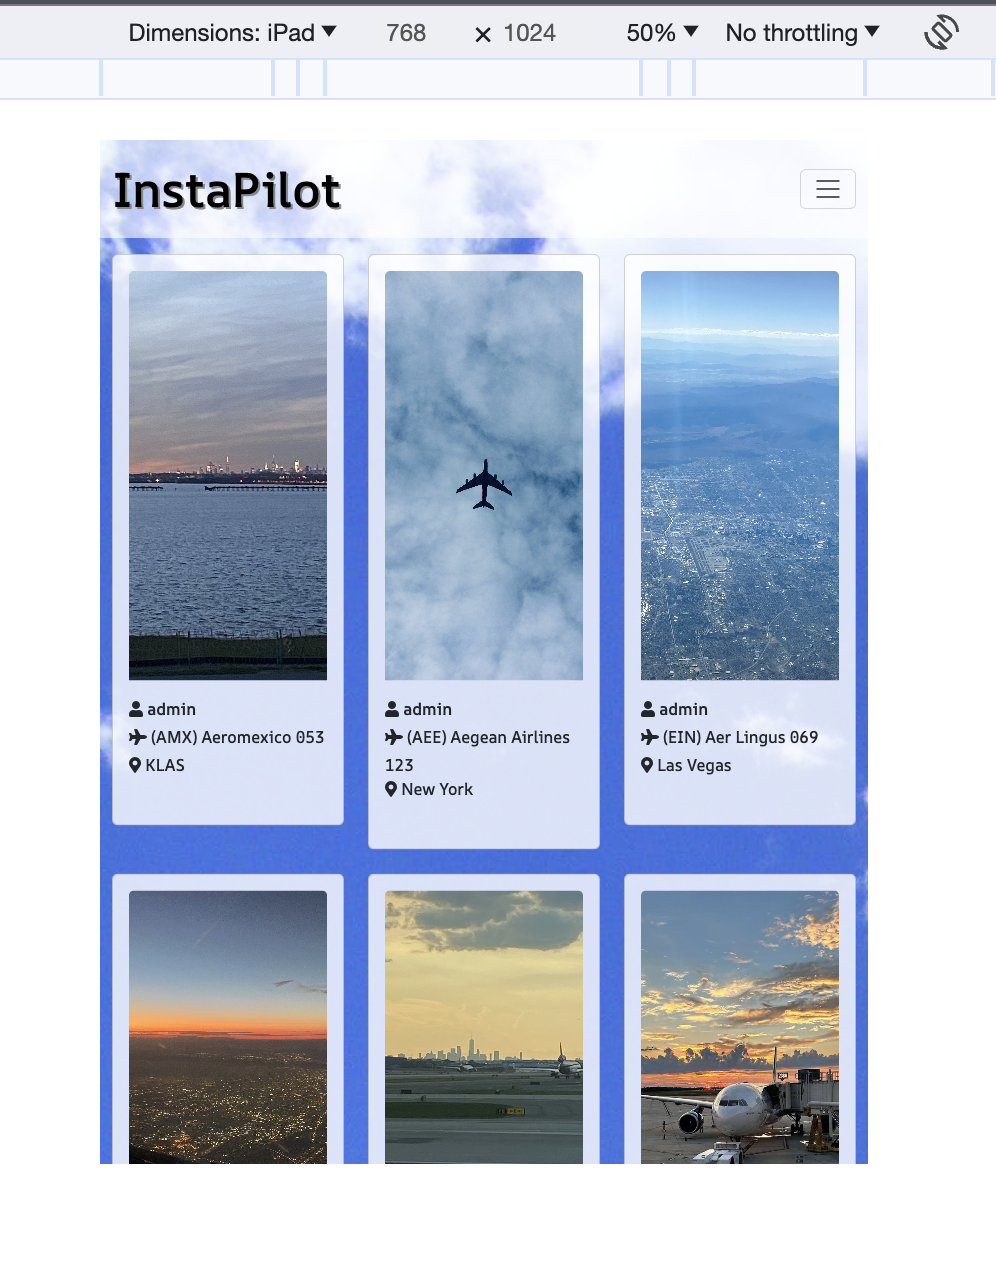 Dimensions: iPad ▼ 768 × 1024 50% ▼ No throttling ▼
InstaPilot
admin
(AMX) Aeromexico 053
KLAS
admin
(AEE) Aegean Airlines
123
New York
admin
(EIN) Aer Lingus 069
Las Vegas